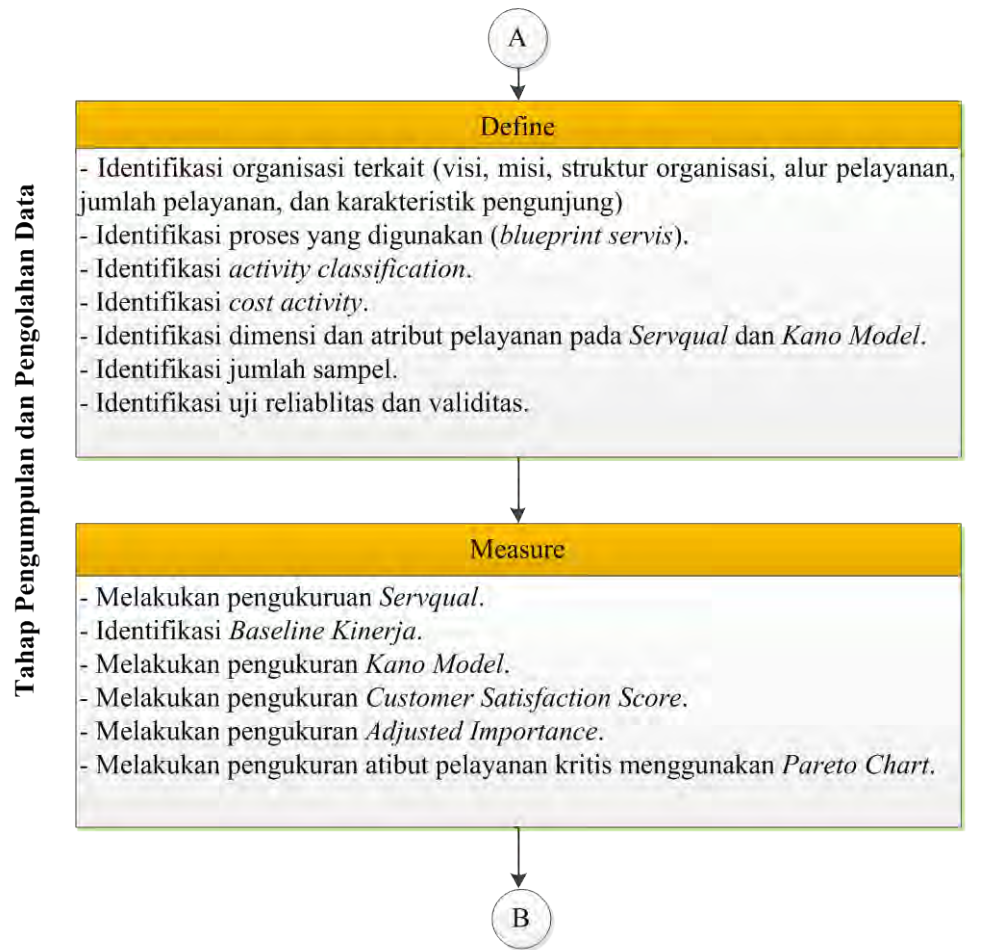 A
Tahap Pengumpulan dan Pengolahan Data
Define
- Identifikasi organisasi terkait (visi, misi, struktur organisasi, alur pelayanan,
jumlah pelayanan, dan karakteristik pengunjung)
- Identifikasi proses yang digunakan (blueprint servis).
- Identifikasi activity classification.
- Identifikasi cost activity.
- Identifikasi dimensi dan atribut pelayanan pada Servqual dan Kano Model.
- Identifikasi jumlah sampel.
- Identifikasi uji reliablitas dan validitas.
Measure
- Melakukan pengukuruan Servqual.
- Identifikasi Baseline Kinerja.
- Melakukan pengukuran Kano Model.
- Melakukan pengukuran Customer Satisfaction Score.
- Melakukan pengukuran Adjusted Importance.
- Melakukan pengukuran atibut pelayanan kritis menggunakan Pareto Chart.
B